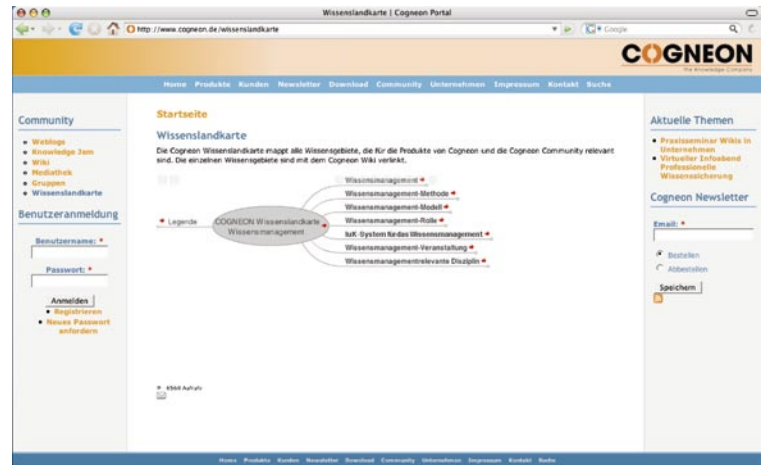 Wissenslandkarte | Cogneon Portal
http://www.cogneon.de/wissenslandkarte
Google
COGNEON
The Knowledge Company
Home Produkte Kunden Newsletter Download Community Unternehmen Impressum Kontakt Suche
Community
Weblogs
Knowledge Jam
Wiki
Mediathek
Gruppen
Wissenslandkarte
Benutzeranmeldung
Benutzername: *
Passwort: *
Anmelden
Registrieren
Neues Passwort
anfordern
Startseite
Wissenslandkarte
Die Cogneon Wissenslandkarte mappt alle Wissensgebiete, die für die Produkte von Cogneon und die Cogneon Community relevant
sind. Die einzelnen Wissensgebiete sind mit dem Cogneon Wiki verlinkt.
Legende
COGNEON Wissenslandkarte
Wissensmanagement
Wissensmanagement
Wissensmanagement-Methode
Wissensmanagement-Modell
Wissensmanagement-Rolle
IuK-System für das Wissensmanagement
Wissensmanagement-Veranstaltung
Wissensmanagementrelevante Disziplin
Aufrufe
Aktuelle Themen
Praxisseminar Wikis in
Unternehmen
Virtueller Infoabend
Professionelle
Wissenssicherung
Cogneon Newsletter
Email: *
Bestellen
Abbestellen
Speichern
Home Produkte Kunden Newsletter Download Community Unternehmen Impressum Kontakt Suche